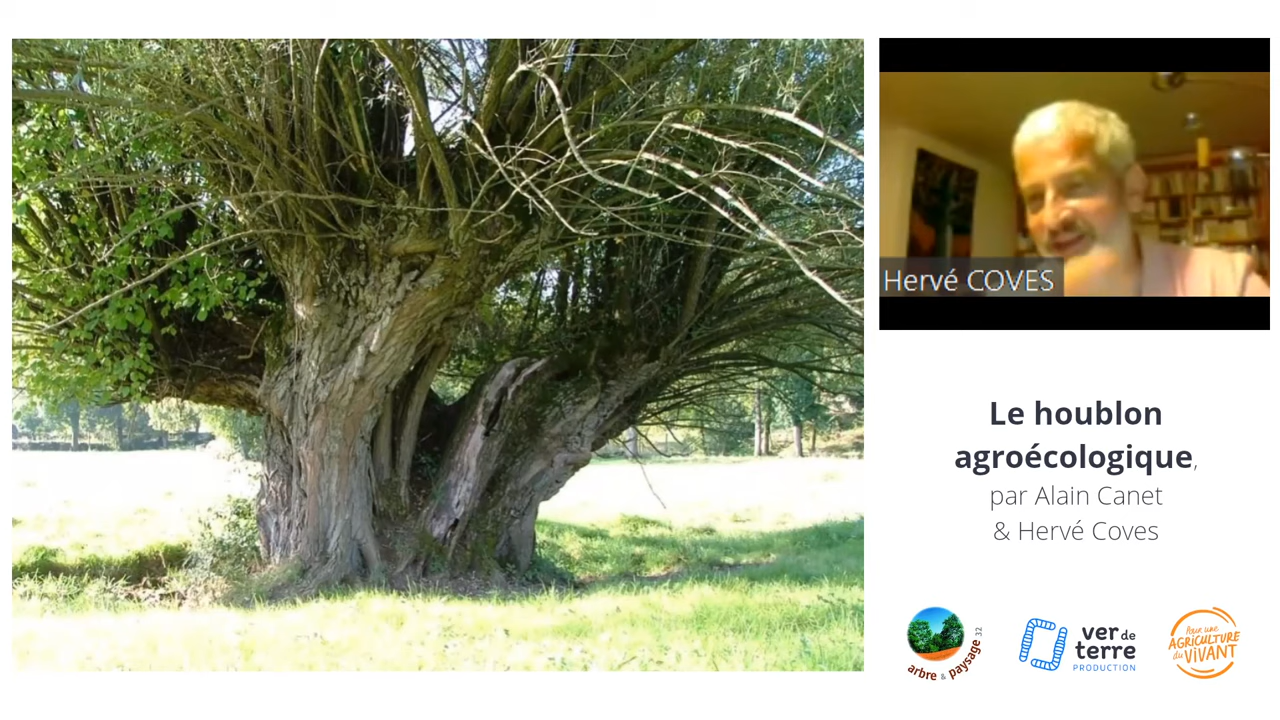 Hervé COVES
Le houblon
agroécologique,
par Alain Canet
& Hervé Coves
arbre & paysage 32
ver de
terre
PRODUCTION
Pour une
AGRICULTURE
du VIVANT